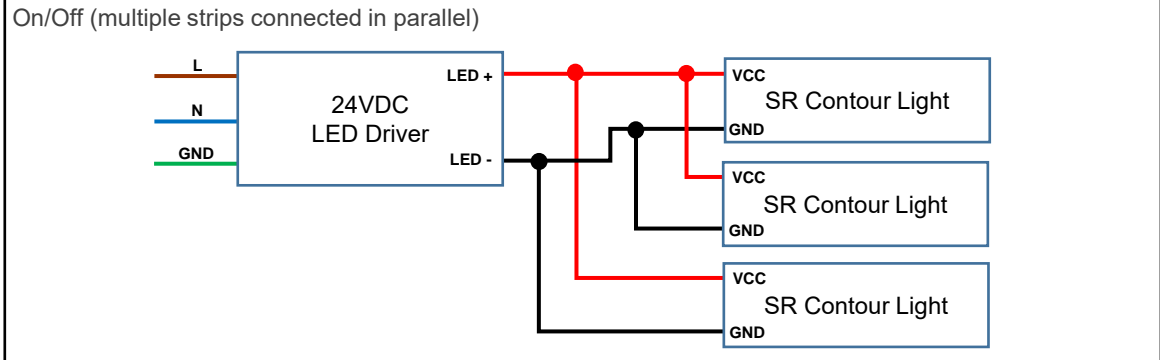 On/Off (multiple strips connected in parallel)
L
N
GND
24VDC
LED Driver
LED +
LED -
VCC
SR Contour Light
GND
VCC
SR Contour Light
GND
VCC
SR Contour Light
GND